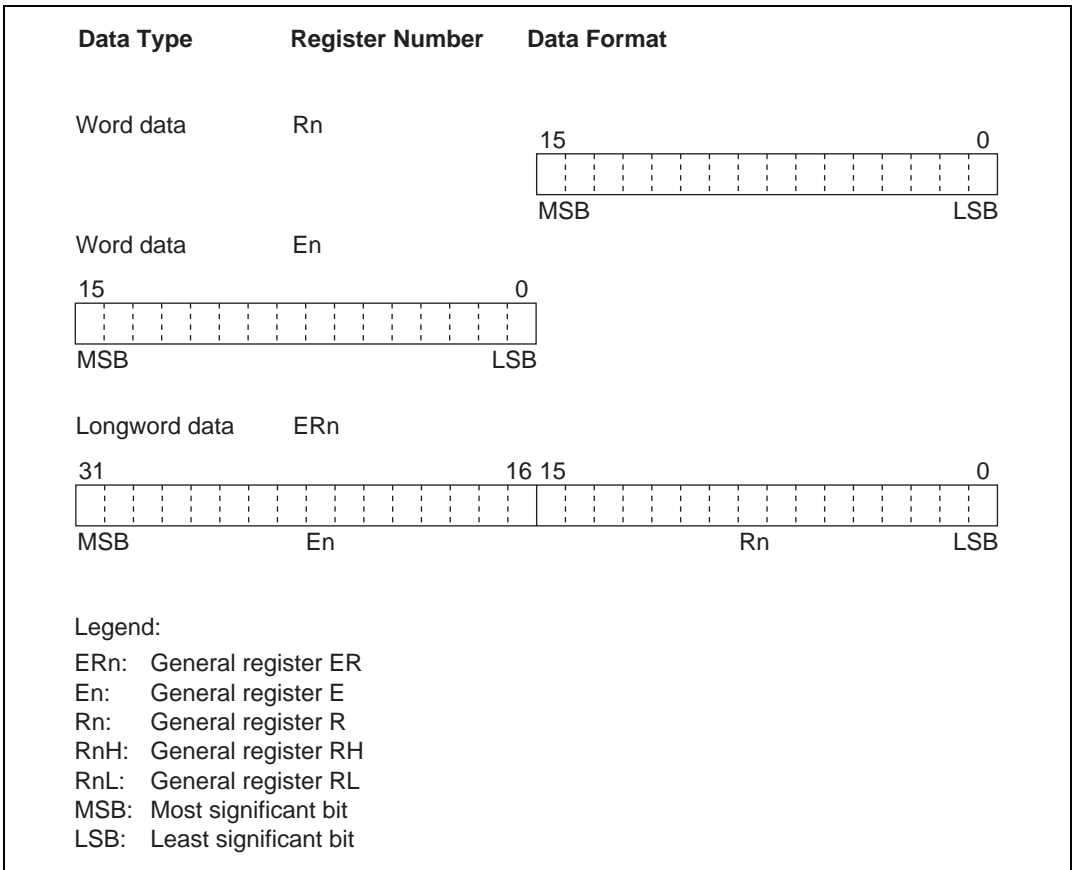 Data Type Register Number Data Format
Word data Rn
15 0
MSB LSB
Word data En
15 0
MSB LSB
Longword data ERn
31 16 15 0
MSB En Rn LSB
Legend:
ERn: General register ER
En: General register E
Rn: General register R
RnH: General register RH
RnL: General register RL
MSB: Most significant bit
LSB: Least significant bit